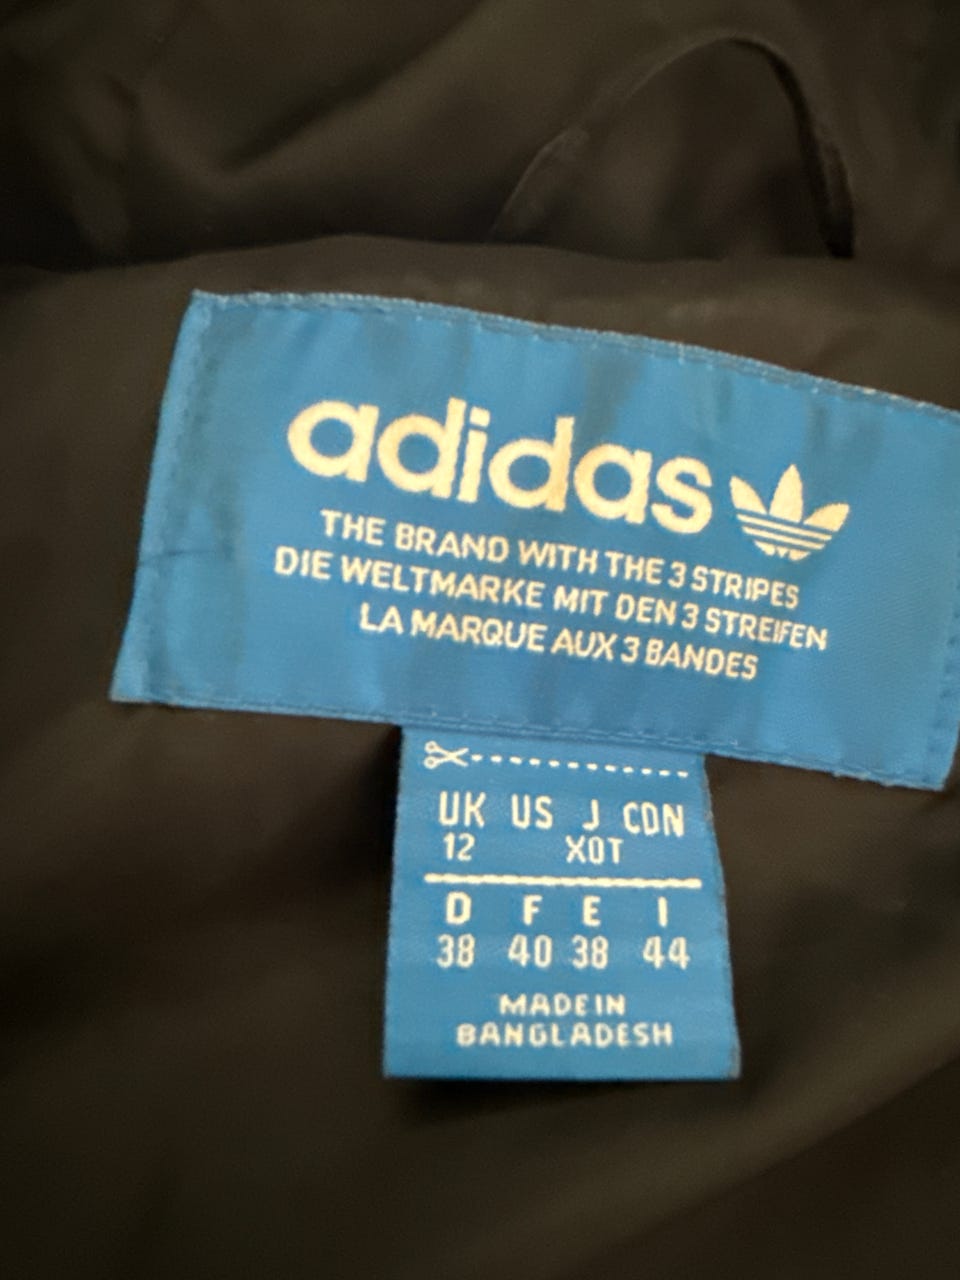 adidas
THE BRAND WITH THE 3 STRIPES
DIE WELTMARKE MIT DEN 3 STREIFEN
LA MARQUE AUX 3 BANDES
UK US J CDN
12 XOT
D F E I
38 40 38 44
MADE IN
BANGLADESH